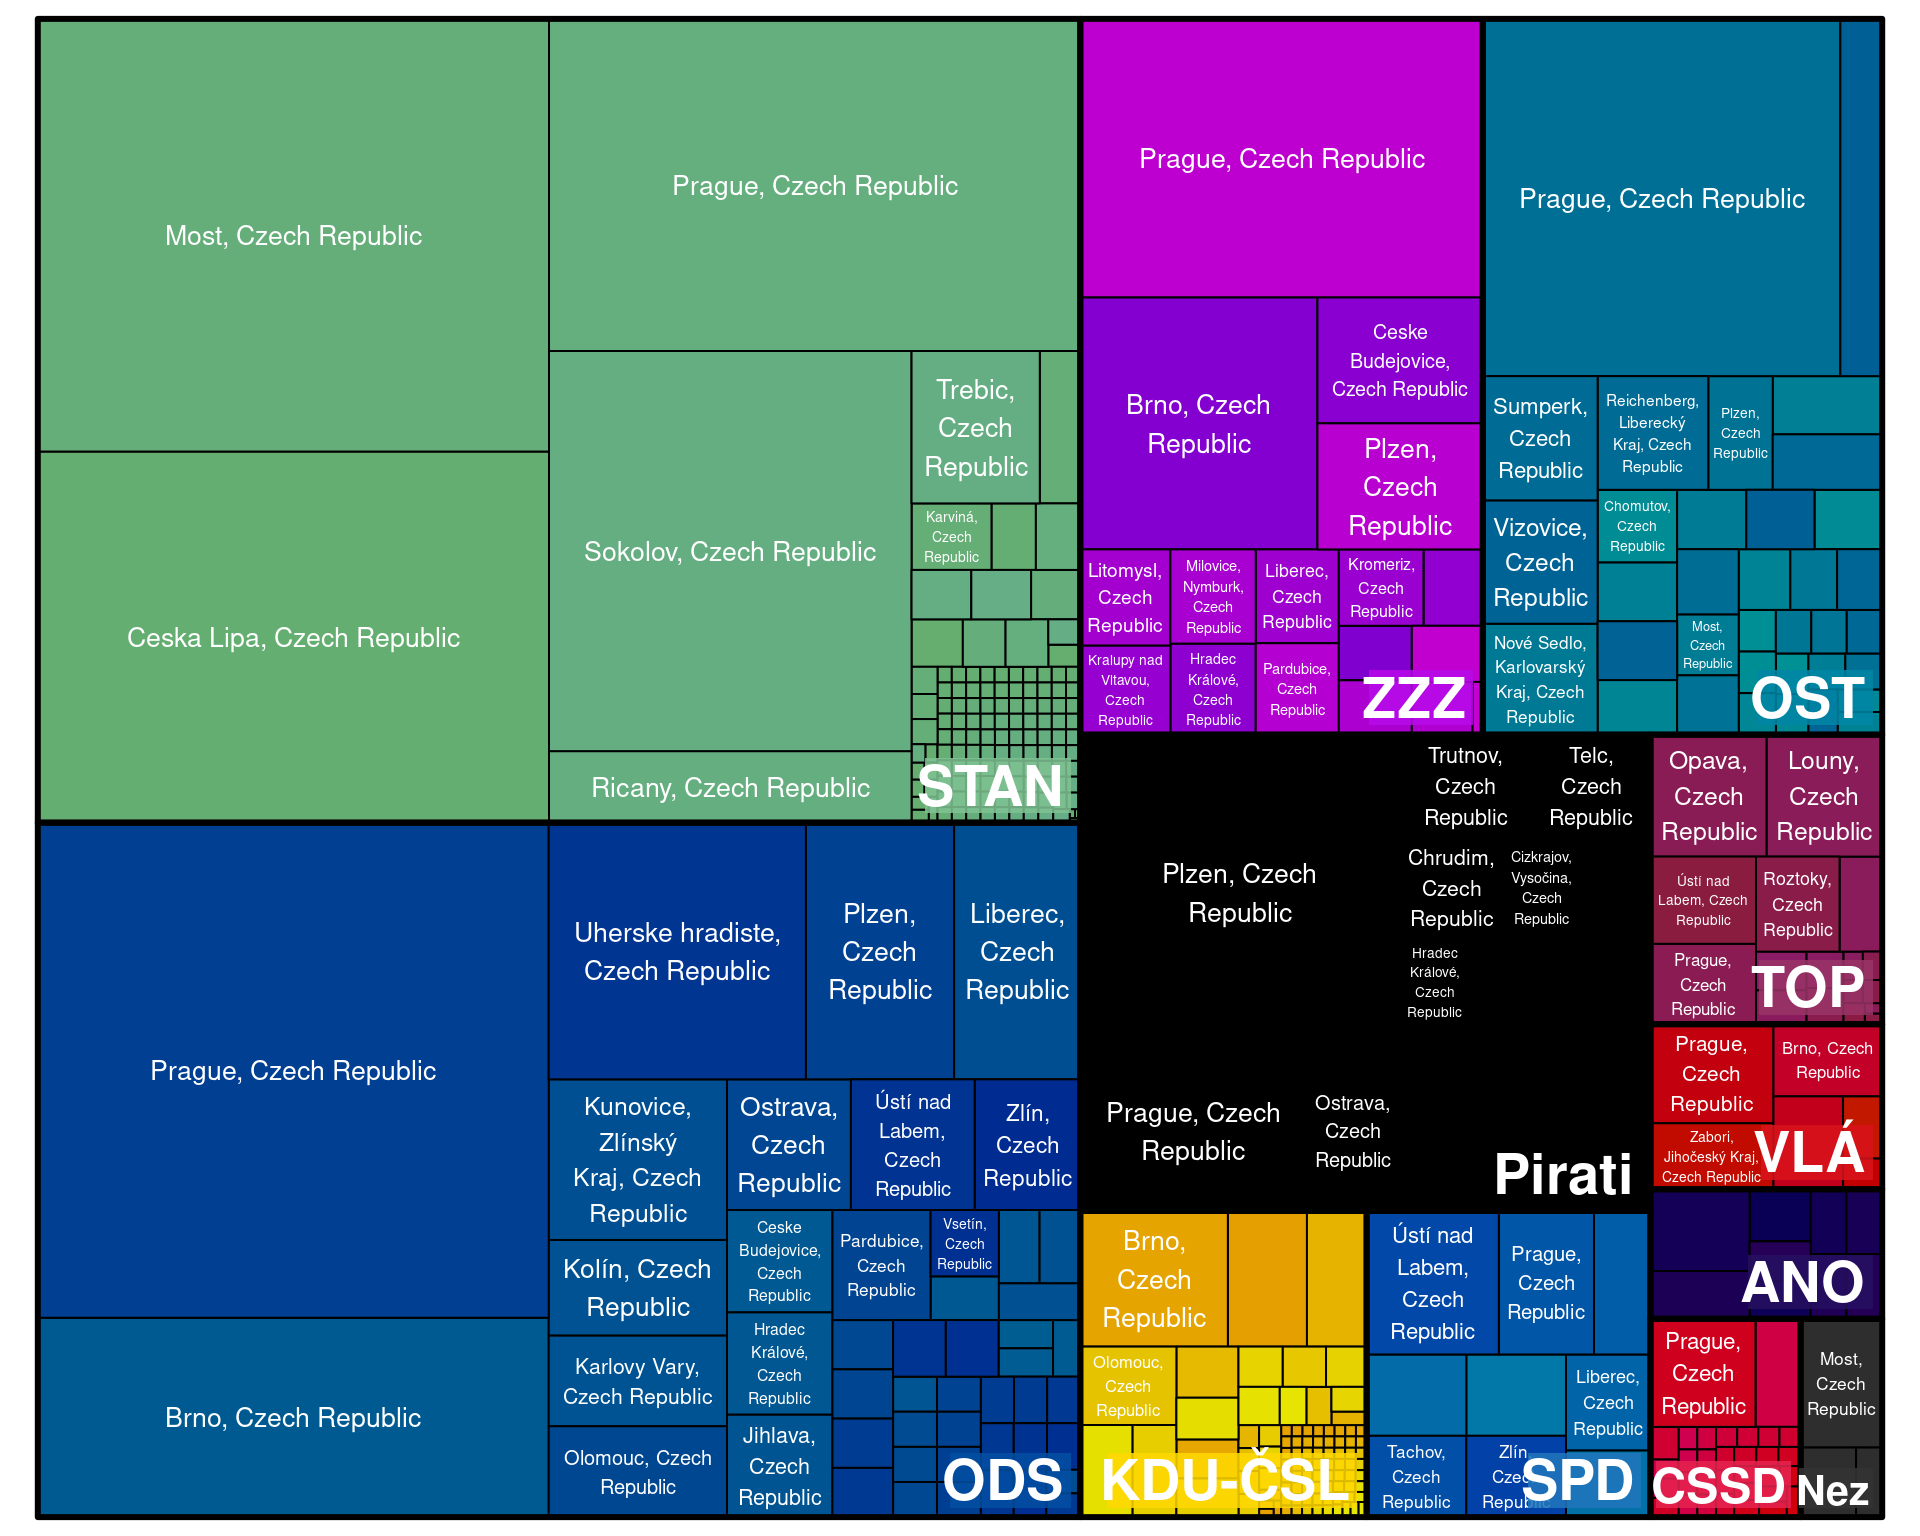 Most, Czech Republic
Ceska Lipa, Czech Republic
Prague, Czech Republic
Sokolov, Czech Republic
Ricany, Czech Republic
Trebic,
Czech
Republic
Karviná,
Czech
Republic
STAN
Prague, Czech Republic
Brno, Czech Republic
Uherske hradiste,
Czech Republic
Plzen,
Czech
Republic
Liberec,
Czech
Republic
Kunovice,
Zlínský
Kraj, Czech
Republic
Kolín, Czech
Republic
Karlovy Vary,
Czech Republic
Olomouc, Czech
Republic
Ostrava,
Czech
Republic
Ústí nad
Labem,
Czech
Republic
Zlín,
Czech
Republic
Ceske
Budejovice,
Czech
Republic
Hradec
Králové,
Czech
Republic
Jihlava,
Czech
Republic
Pardubice,
Czech
Republic
Vsetín,
Czech
Republic
ODS
Prague, Czech Republic
Brno, Czech
Republic
Ceske
Budejovice,
Czech Republic
Plzen,
Czech
Republic
Litomysl,
Czech
Republic
Kralupy nad
Vltavou,
Czech
Republic
Milovice,
Nymburk,
Czech
Republic
Hradec
Králové,
Czech
Republic
Liberec,
Czech
Republic
Pardubice,
Czech
Republic
Kromeriz,
Czech
Republic
ZZZ
Prague, Czech Republic
Sumperk,
Czech
Republic
Vizovice,
Czech
Republic
Nové Sedlo,
Karlovarský
Kraj, Czech
Republic
Reichenberg,
Liberecký
Kraj, Czech
Republic
Plzen,
Czech
Republic
Chomutov,
Czech
Republic
Most,
Czech
Republic
OST
Plzen, Czech
Republic
Prague, Czech
Republic
Ostrava,
Czech
Republic
Trutnov,
Czech
Republic
Telc,
Czech
Republic
Chrudim,
Czech
Republic
Cizkrajov,
Vysočina,
Czech
Republic
Hradec
Králové,
Czech
Republic
Pirati
Opava,
Czech
Republic
Louny,
Czech
Republic
Ústí nad
Labem, Czech
Republic
Roztoky,
Czech
Republic
Prague,
Czech
Republic
TOP
Prague,
Czech
Republic
Brno, Czech
Republic
Zabori,
Jihočeský Kraj,
Czech Republic
VLÁ
ANO
Brno,
Czech
Republic
Olomouc,
Czech
Republic
KDU-ČSL
Ústí nad
Labem,
Czech
Republic
Prague,
Czech
Republic
Liberec,
Czech
Republic
Tachov,
Czech
Republic
Zlín
Czech
Republic
SPD
Prague,
Czech
Republic
CSSD
Most,
Czech
Republic
Nez